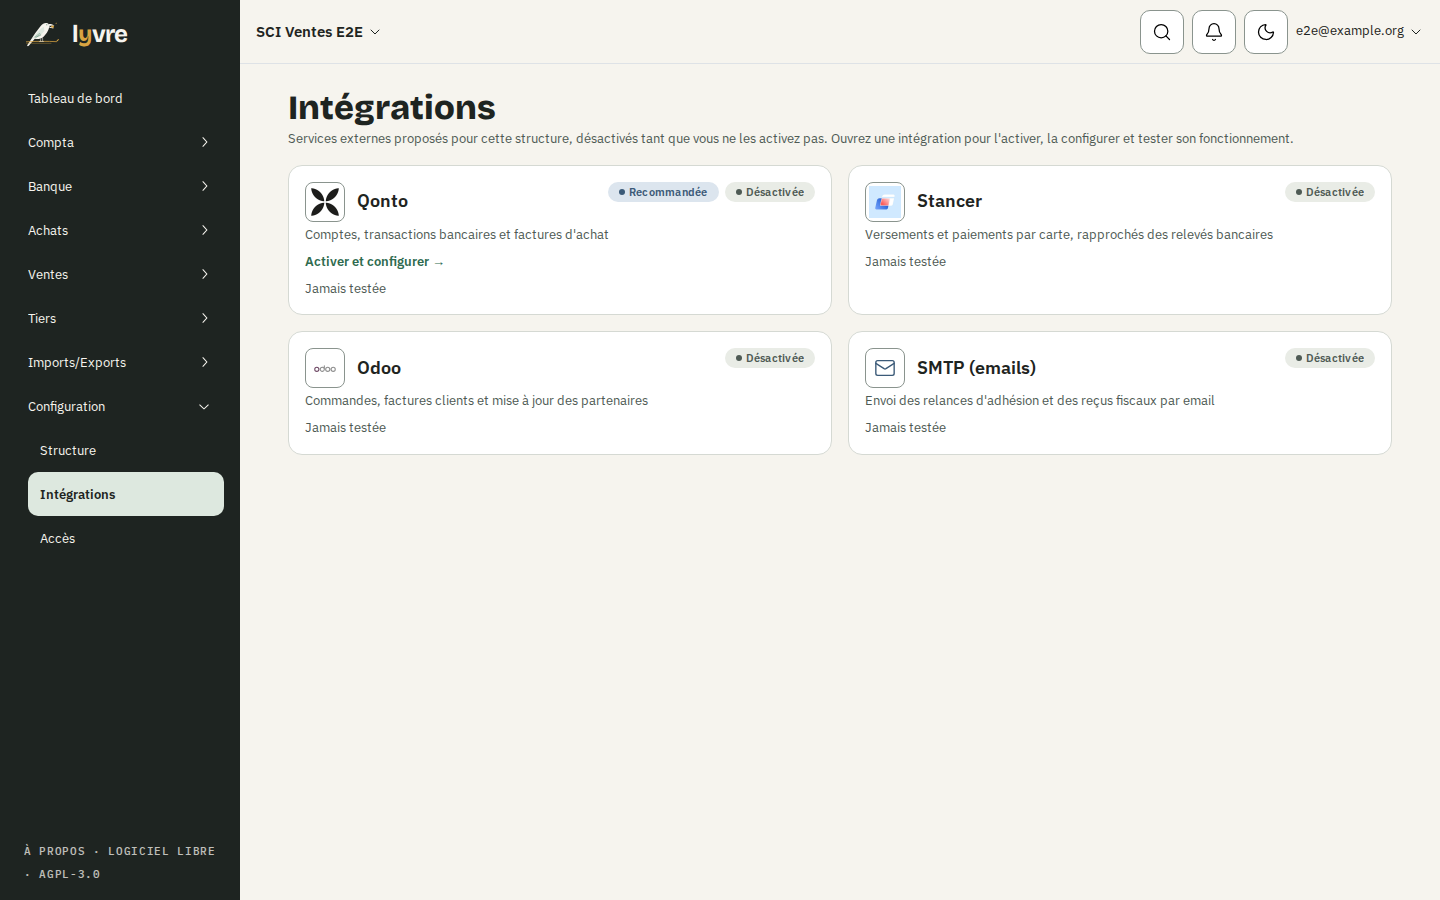 lyvre
SCI Ventes E2E
e2e@example.org
Tableau de bord
Compta
Banque
Achats
Ventes
Tiers
Imports/Exports
Configuration
Structure
Intégrations
Accès
À PROPOS · LOGICIEL LIBRE
· AGPL-3.0
Intégrations
Services externes proposés pour cette structure, désactivés tant que vous ne les activez pas. Ouvrez une intégration pour l'activer, la configurer et tester son fonctionnement.
Qonto
Recommandée
Désactivée
Comptes, transactions bancaires et factures d'achat
Activer et configurer →
Jamais testée
Stancer
Désactivée
Versements et paiements par carte, rapprochés des relevés bancaires
Jamais testée
odoo
Odoo
Désactivée
Commandes, factures clients et mise à jour des partenaires
Jamais testée
SMTP (emails)
Désactivée
Envoi des relances d'adhésion et des reçus fiscaux par email
Jamais testée